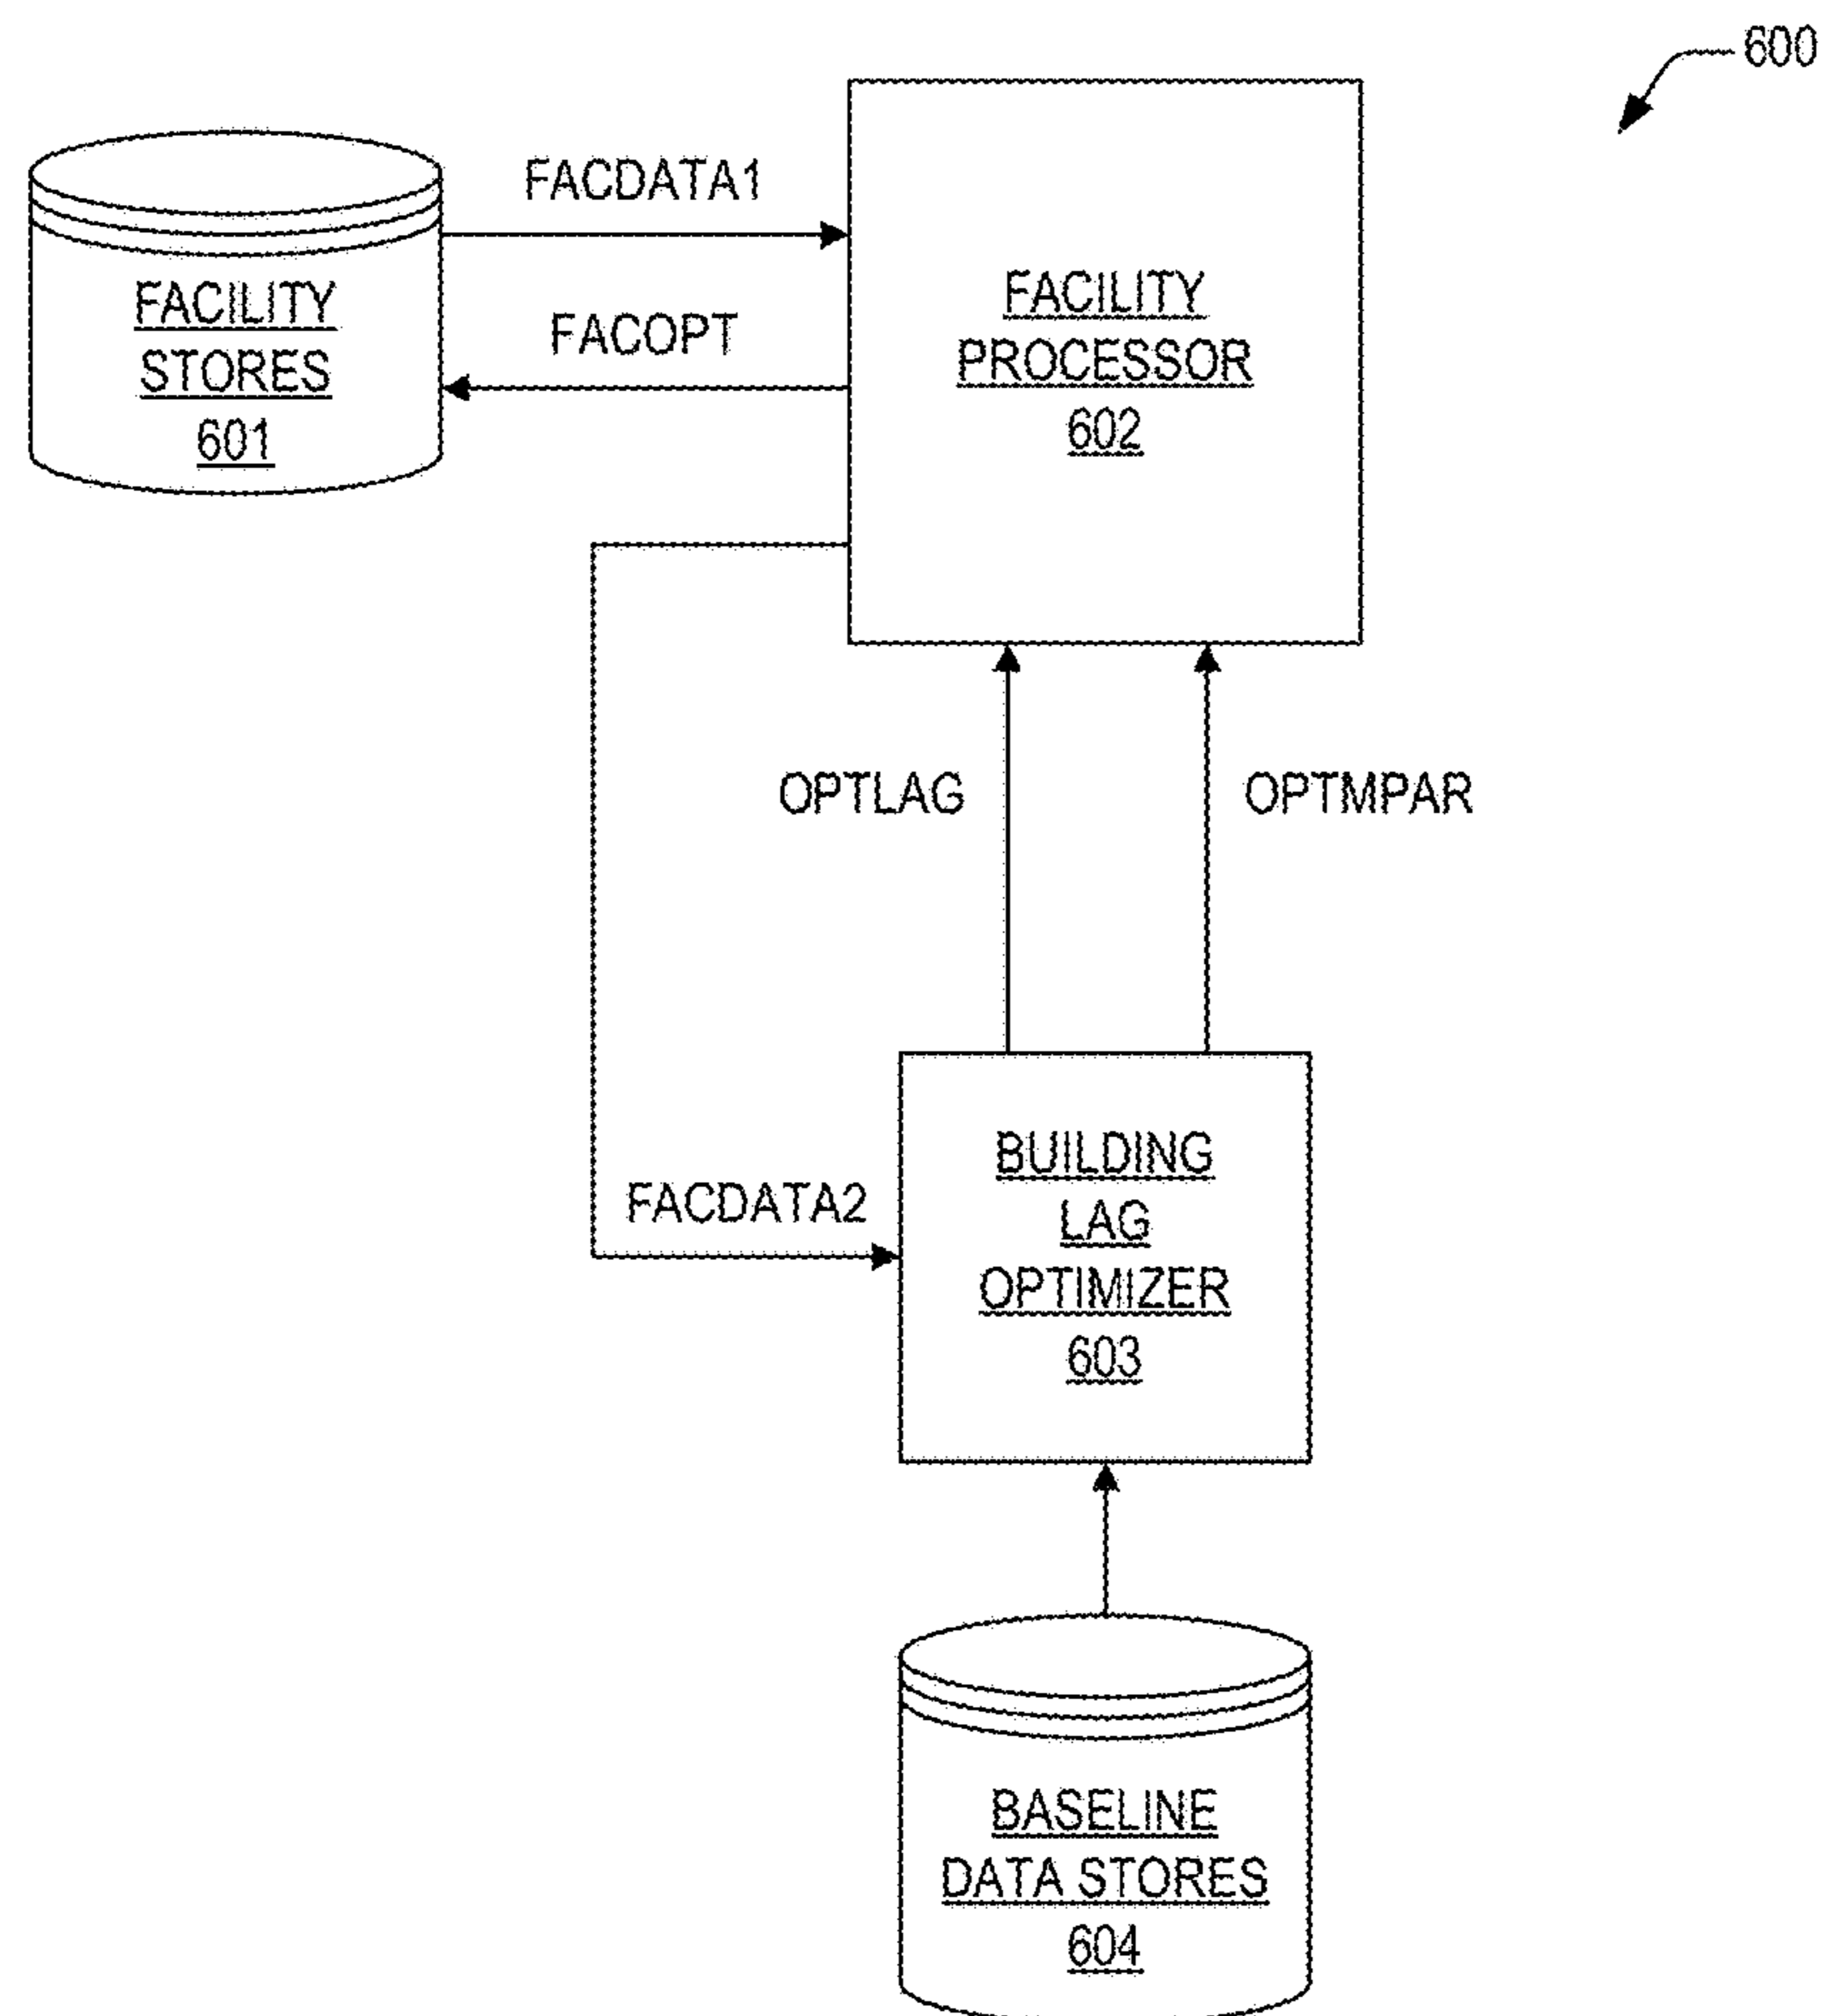 600
FACDATA1
FACILITY
STORES
601
FACOPT
FACILITY
PROCESSOR
602
OPTLAG
OPTMPAR
FACDATA2
BUILDING
LAG
OPTIMIZER
603
BASELINE
DATA STORES
604